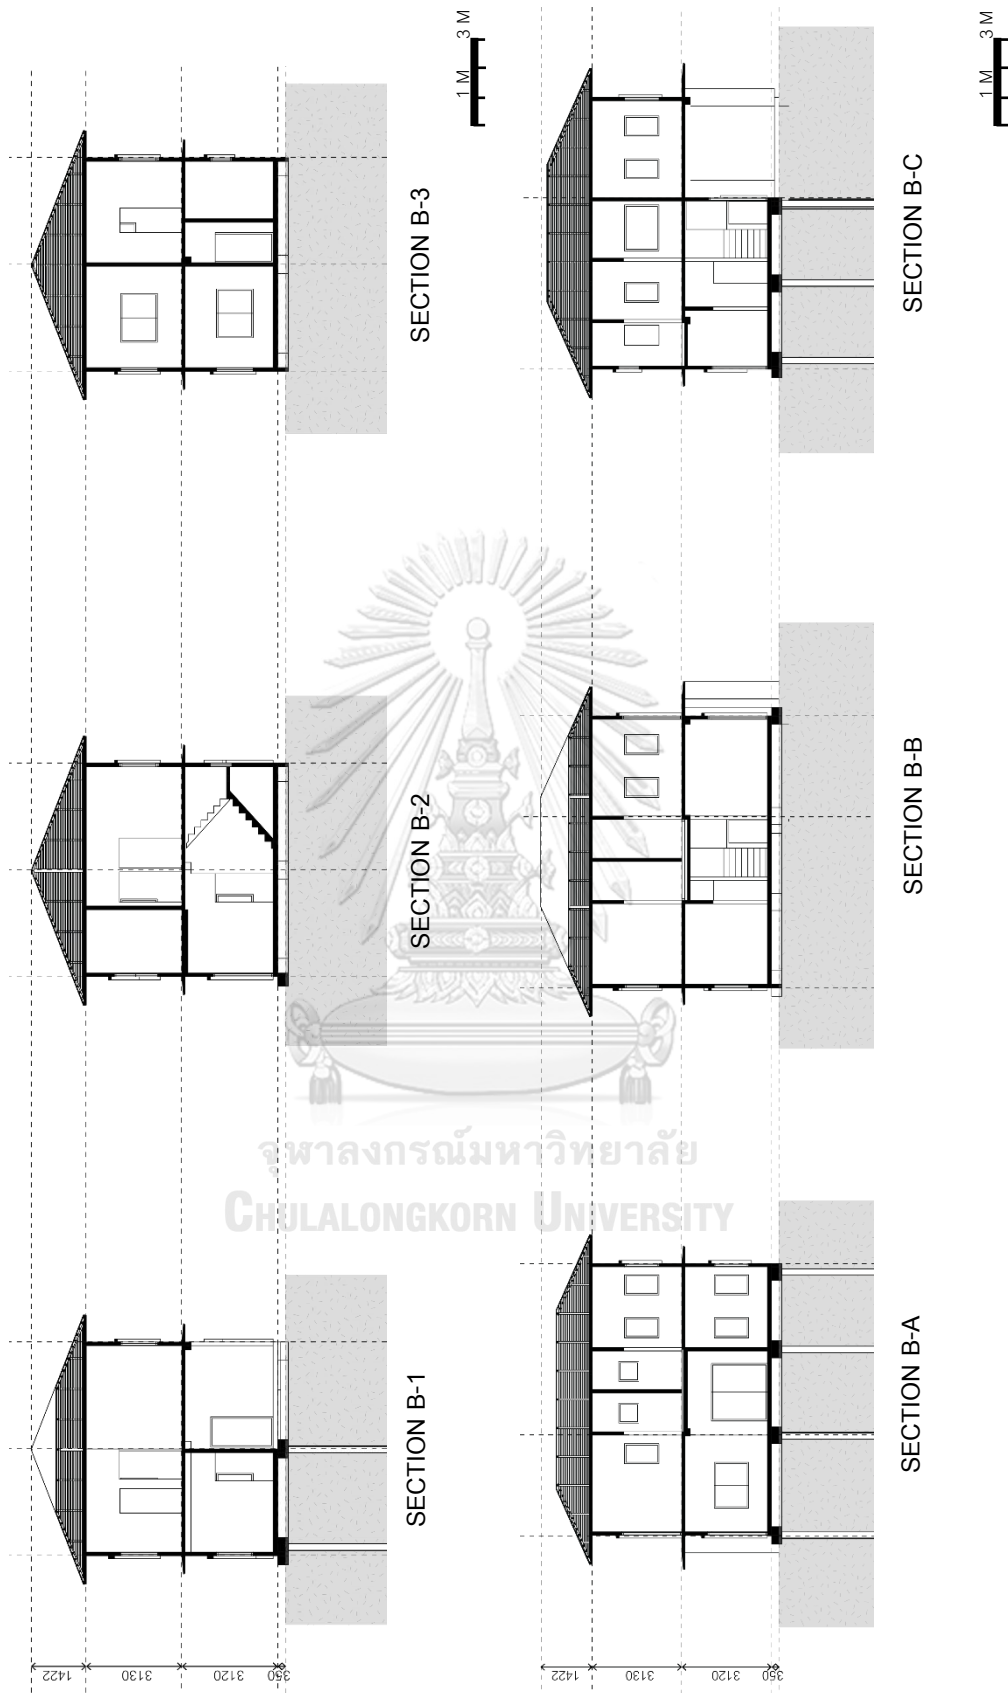 1 M 3 M
SECTION B-1
SECTION B-2
SECTION B-3
1422
3130
3120
350
1 M 3 M
SECTION B-A
SECTION B-B
SECTION B-C
1422
3130
3120
350
จุฬาลงกรณ์มหาวิทยาลัย
CHULALONGKORN UNIVERSITY